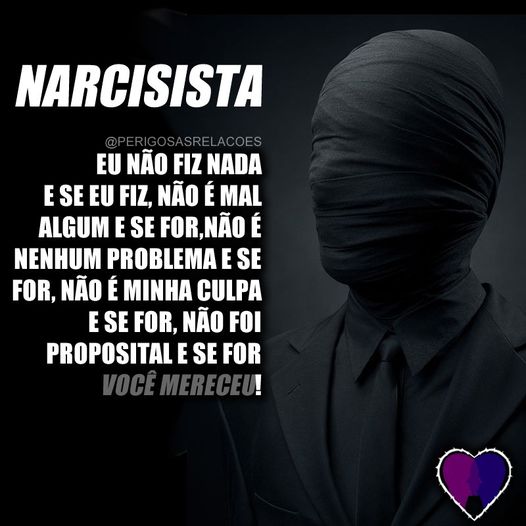 NARCISISTA
@PERIGOSASRELACOES
EU NÃO FIZ NADA
E SE EU FIZ, NÃO É MAL
ALGUM E SE FOR,NÃO É
NENHUM PROBLEMA E SE
FOR, NÃO É MINHA CULPA
E SE FOR, NÃO FOI
PROPOSITAL E SE FOR
VOCÊ MERECEU!